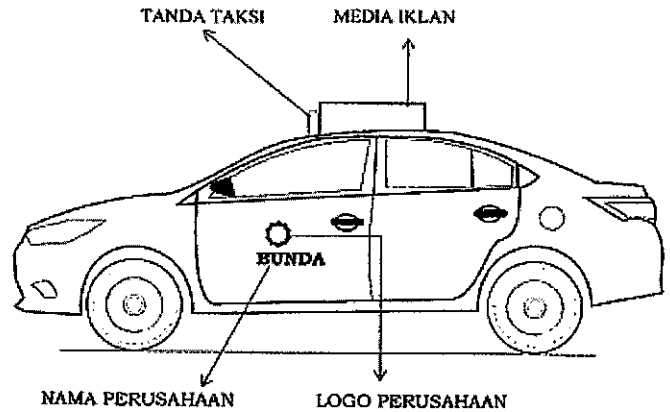 TANDA TAKSI
MEDIA IKLAN
BUNDA
NAMA PERUSAHAAN
LOGO PERUSAHAAN